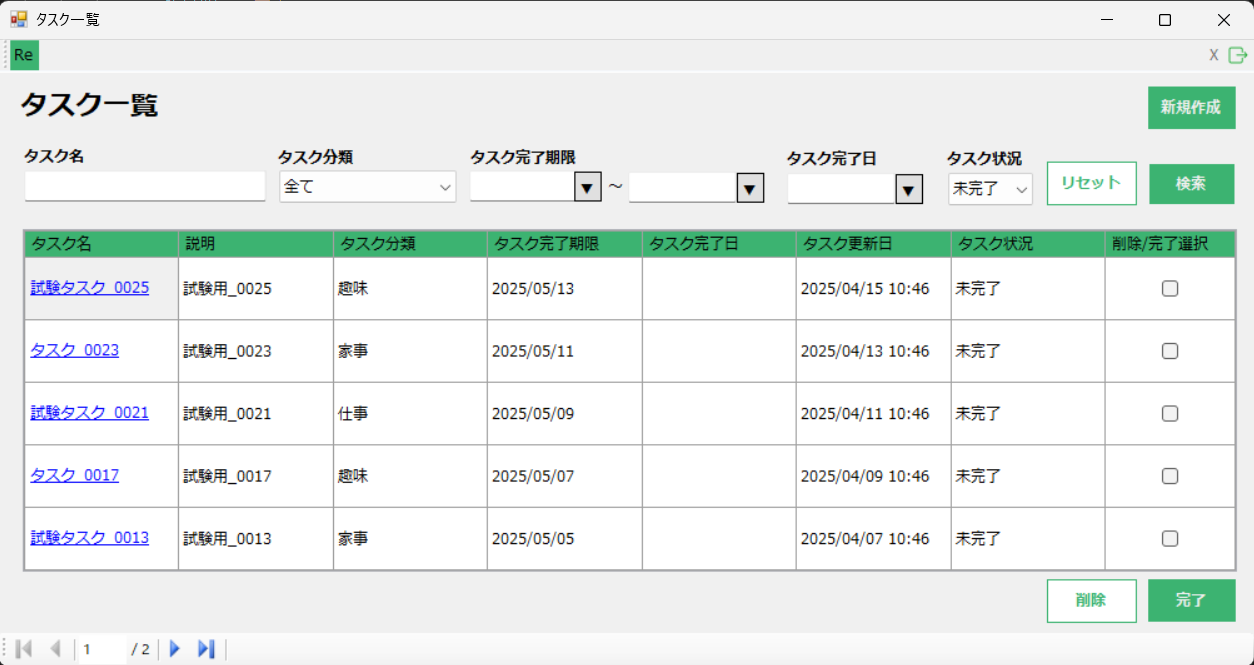 タスク一覧
Re X
タスク一覧 新規作成
タスク名 タスク分類 タスク完了期限 タスク完了日 タスク状況
全て ▼ ～ ▼ ▼ 未完了 リセット 検索
タスク名 説明 タスク分類 タスク完了期限 タスク完了日 タスク更新日 タスク状況 削除/完了選択
試験タスク_0025 試験用_0025 趣味 2025/05/13 2025/04/15 10:46 未完了
タスク_0023 試験用_0023 家事 2025/05/11 2025/04/13 10:46 未完了
試験タスク_0021 試験用_0021 仕事 2025/05/09 2025/04/11 10:46 未完了
タスク_0017 試験用_0017 趣味 2025/05/07 2025/04/09 10:46 未完了
試験タスク_0013 試験用_0013 家事 2025/05/05 2025/04/07 10:46 未完了
削除 完了
1 / 2